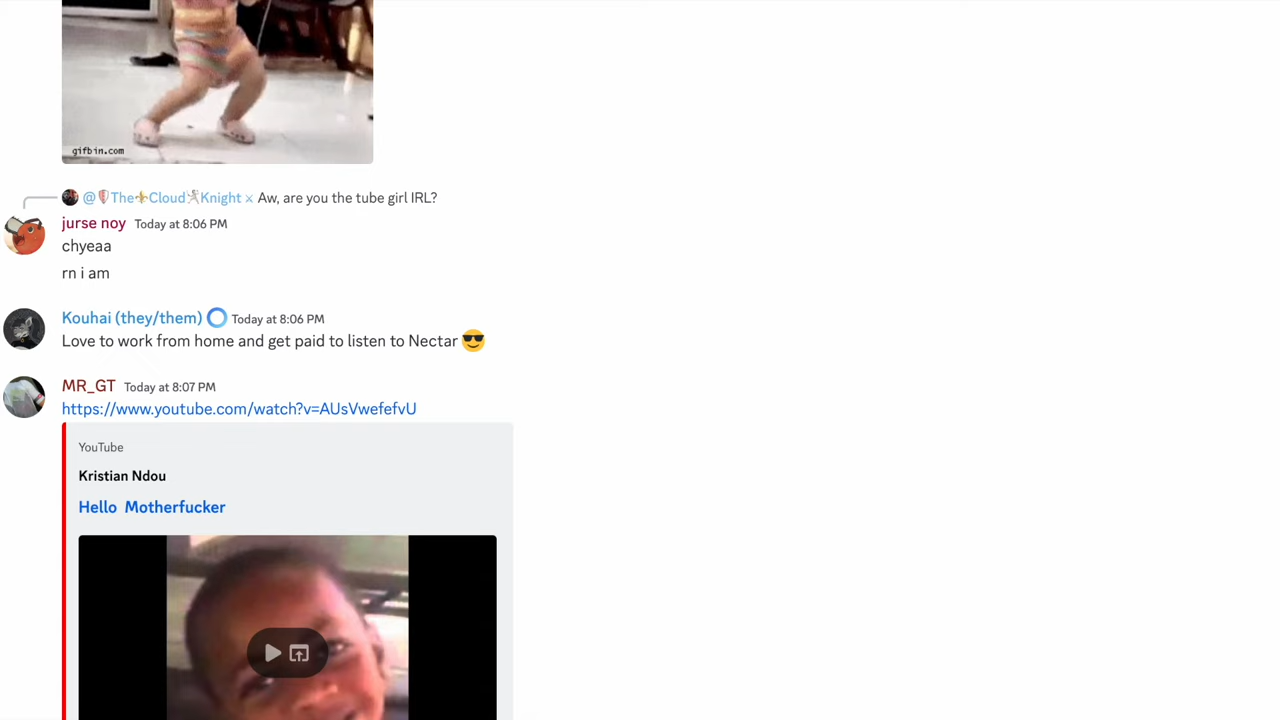 gifbin.com
@🛡️The⚜️Cloud🤺Knight ⚔ Aw, are you the tube girl IRL?
jurse noy Today at 8:06 PM
chyeaa
rn i am
Kouhai (they/them) Today at 8:06 PM
Love to work from home and get paid to listen to Nectar 😎
MR_GT Today at 8:07 PM
https://www.youtube.com/watch?v=AUsVwefefvU
YouTube
Kristian Ndou
Hello Motherfucker